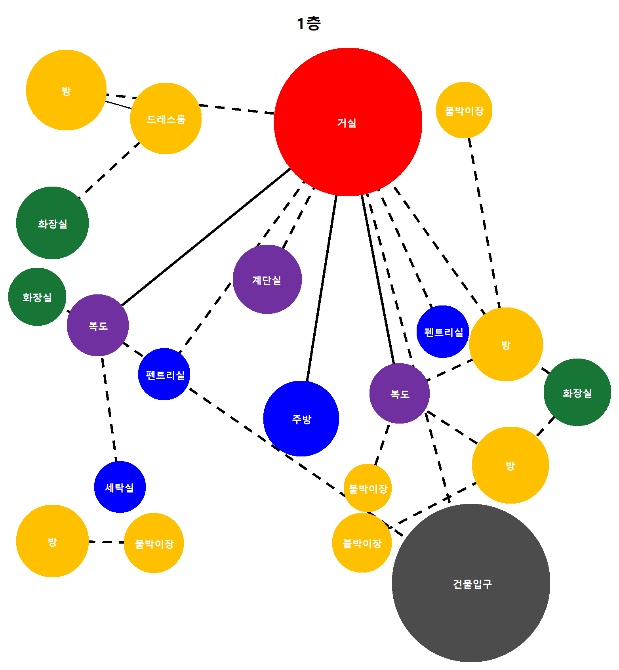 1층
방
드레스룸
거실
붙박이장
화장실
화장실
복도
계단실
펜트리실
펜트리실
방
주방
복도
화장실
세탁실
붙박이장
방
방
붙박이장
붙박이장
건물입구